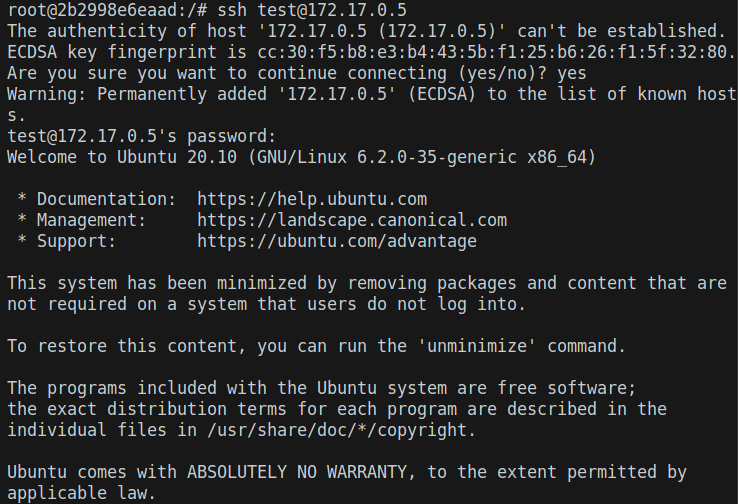 root@2b2998e6eaad:/# ssh test@172.17.0.5
The authenticity of host '172.17.0.5 (172.17.0.5)' can't be established.
ECDSA key fingerprint is cc:30:f5:b8:e3:b4:43:5b:f1:25:b6:26:f1:5f:32:80.
Are you sure you want to continue connecting (yes/no)? yes
Warning: Permanently added '172.17.0.5' (ECDSA) to the list of known host
s.
test@172.17.0.5's password:
Welcome to Ubuntu 20.10 (GNU/Linux 6.2.0-35-generic x86_64)

 * Documentation:  https://help.ubuntu.com
 * Management:     https://landscape.canonical.com
 * Support:        https://ubuntu.com/advantage

This system has been minimized by removing packages and content that are
not required on a system that users do not log into.

To restore this content, you can run the 'unminimize' command.

The programs included with the Ubuntu system are free software;
the exact distribution terms for each program are described in the
individual files in /usr/share/doc/*/copyright.

Ubuntu comes with ABSOLUTELY NO WARRANTY, to the extent permitted by
applicable law.